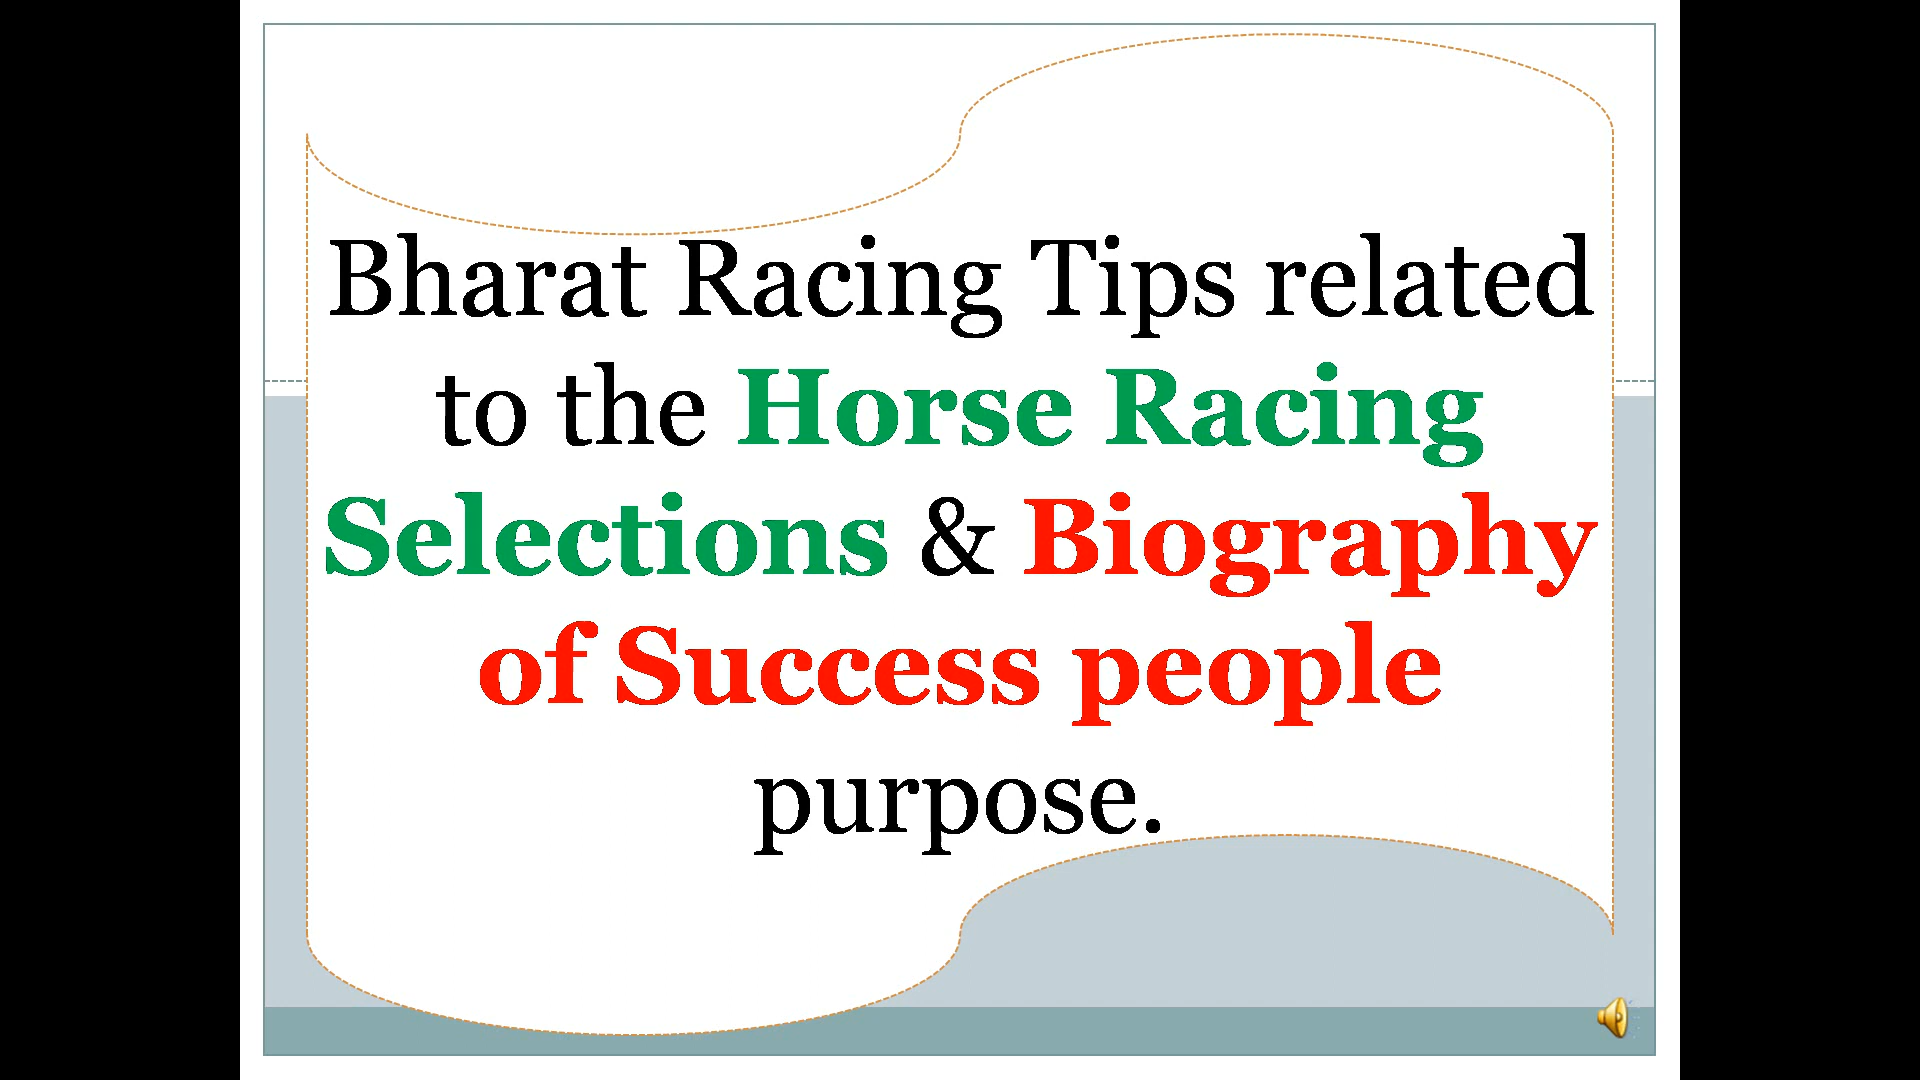 Bharat Racing Tips related
to the Horse Racing
Selections & Biography
of Success people
purpose.